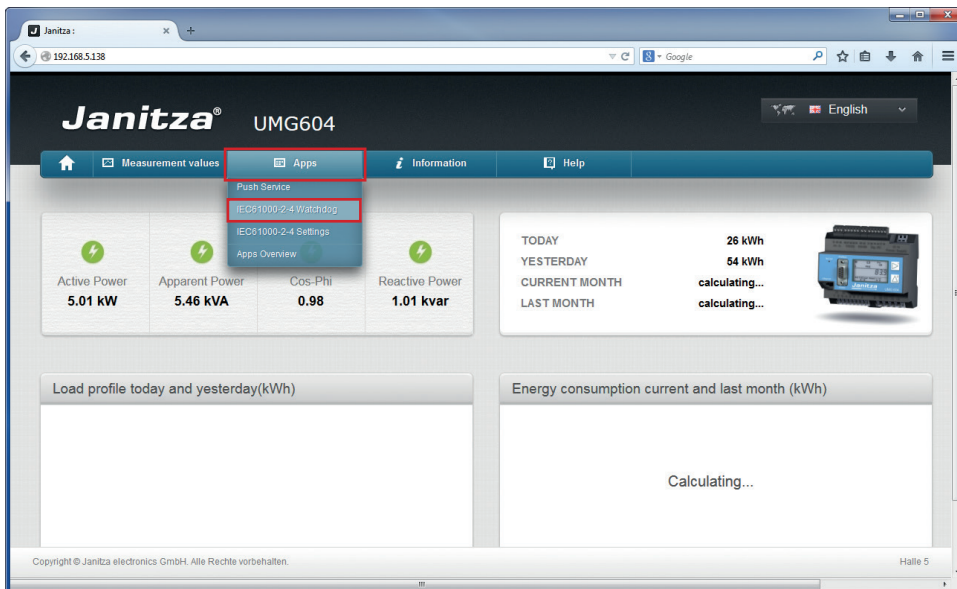 Janitza :
192.168.5.138
Google
Janitza® UMG604
English
Measurement values Apps Information Help
Push Service
IEC61000-2-4 Watchdog
IEC61000-2-4 Settings
Apps Overview
Active Power Apparent Power Cos-Phi Reactive Power
5.01 kW 5.46 kVA 0.98 1.01 kvar
TODAY 26 kWh
YESTERDAY 54 kWh
CURRENT MONTH calculating...
LAST MONTH calculating...
Janitza
Load profile today and yesterday(kWh)
Energy consumption current and last month (kWh)
Calculating...
Copyright © Janitza electronics GmbH. Alle Rechte vorbehalten.
Halle 5